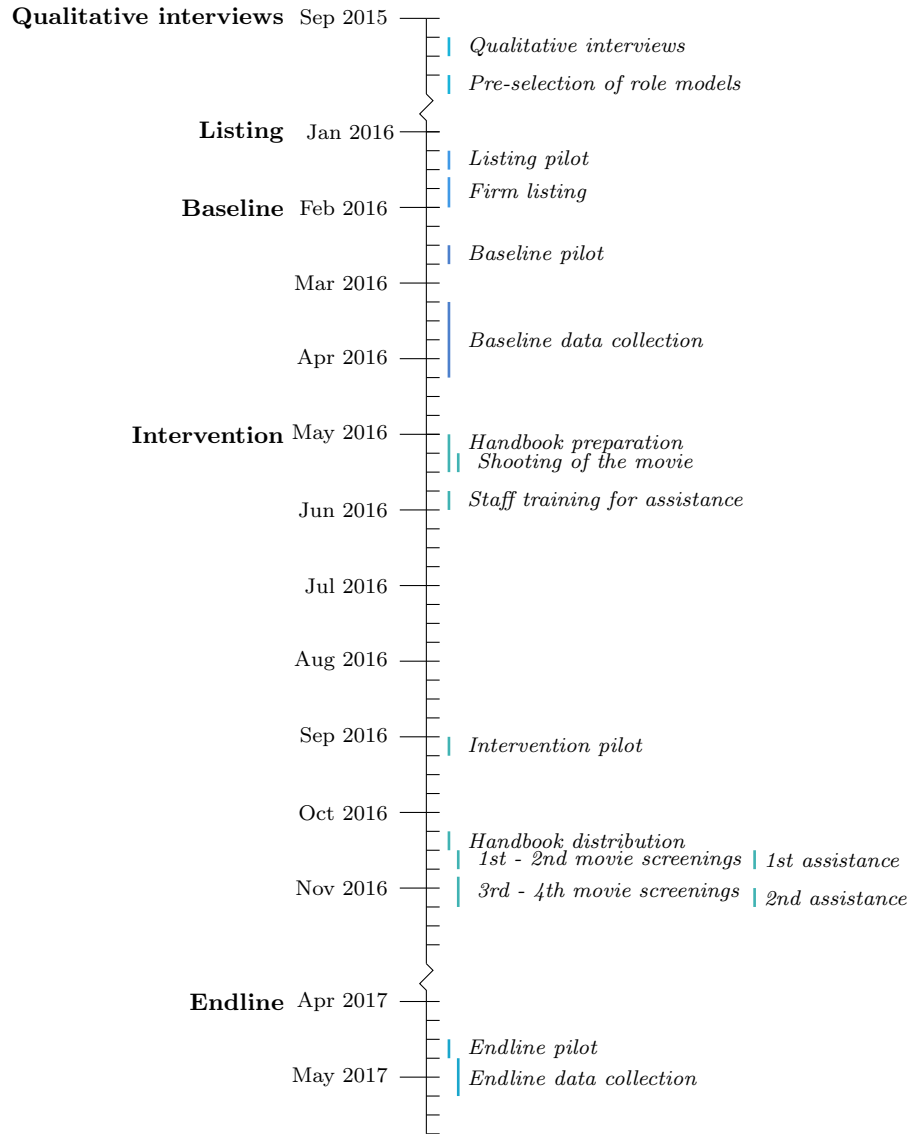 Qualitative interviews Sep 2015
Qualitative interviews
Pre-selection of role models
Listing Jan 2016
Listing pilot
Firm listing
Baseline Feb 2016
Baseline pilot
Mar 2016
Baseline data collection
Apr 2016
Intervention May 2016
Handbook preparation
Shooting of the movie
Staff training for assistance
Jun 2016
Jul 2016
Aug 2016
Sep 2016
Intervention pilot
Oct 2016
Handbook distribution
1st - 2nd movie screenings 1st assistance
Nov 2016 3rd - 4th movie screenings
2nd assistance
Endline Apr 2017
Endline pilot
May 2017 Endline data collection